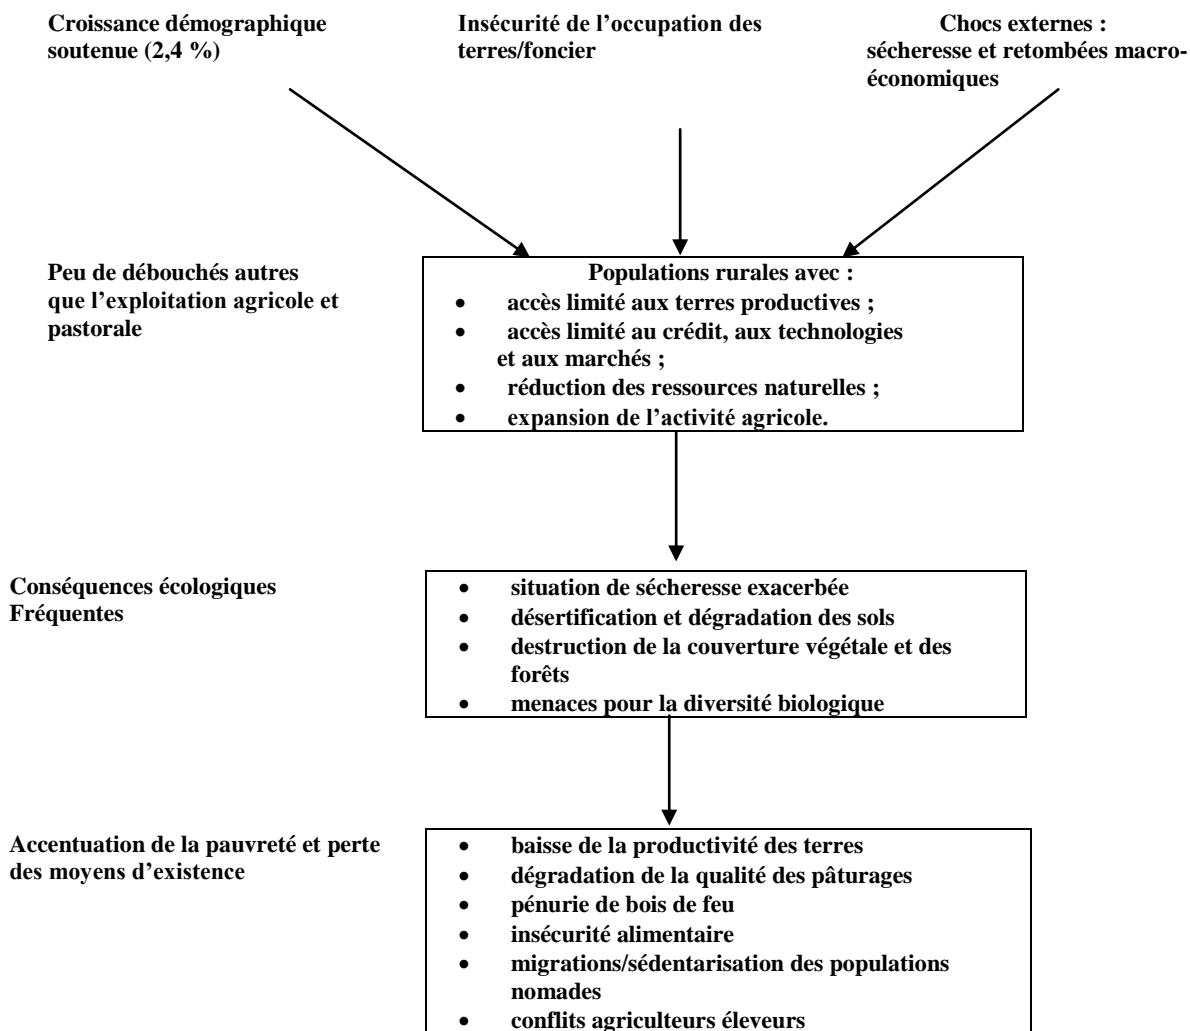 Croissance démographique
soutenue (2,4 %)
Insécurité de l'occupation des
terres/foncier
Chocs externes :
sécheresse et retombées macro-
économiques
Peu de débouchés autres
que l'exploitation agricole et
pastorale
Populations rurales avec :
• accès limité aux terres productives ;
• accès limité au crédit, aux technologies
et aux marchés ;
• réduction des ressources naturelles ;
• expansion de l'activité agricole.
Conséquences écologiques
Fréquentes
• situation de sécheresse exacerbée
• désertification et dégradation des sols
• destruction de la couverture végétale et des
forêts
• menaces pour la diversité biologique
Accentuation de la pauvreté et perte
des moyens d'existence
• baisse de la productivité des terres
• dégradation de la qualité des pâturages
• pénurie de bois de feu
• insécurité alimentaire
• migrations/sédentarisation des populations
nomades
• conflits agriculteurs éleveurs